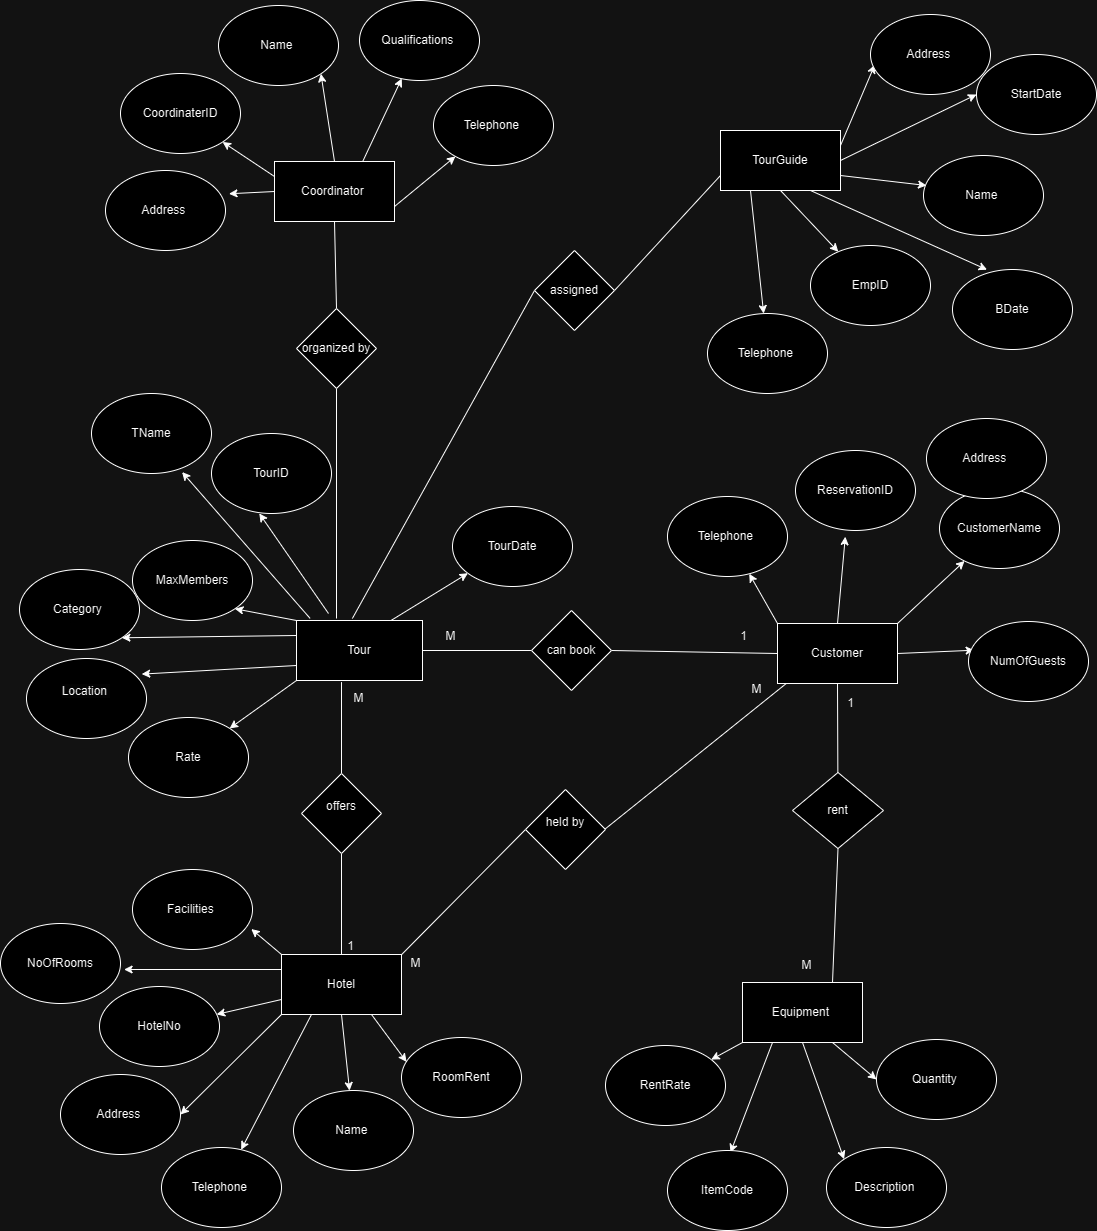 Name
Qualifications
Address
StartDate
CoordinaterID
Telephone
TourGuide
Coordinator
Address
Name
assigned
EmpID
BDate
organized by
Telephone
TName
TourID
Address
ReservationID
CustomerName
Telephone
TourDate
MaxMembers
Category
Tour
M
can book
1
Customer
NumOfGuests
Location
M
M
1
Rate
offers
held by
rent
Facilities
1
NoOfRooms
M
M
Hotel
Equipment
HotelNo
RoomRent
RentRate
Quantity
Address
Name
Telephone
ItemCode
Description